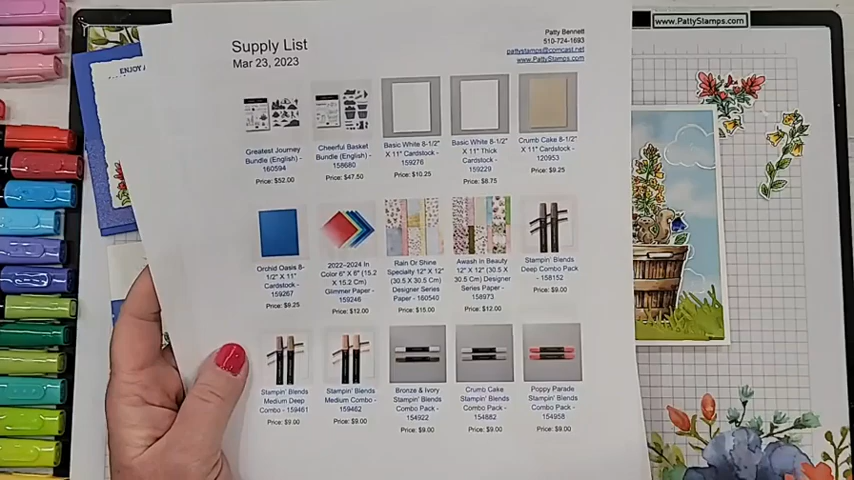 www.PattyStamps.com
ENJOY
Supply List
Mar 23, 2023
Patty Bennett
510-724-1693
pattystamps@comcast.net
www.PattyStamps.com
Greatest Journey
Bundle (English) -
160594
Price: $52.00
Cheerful Basket
Bundle (English) -
158680
Price: $47.50
Basic White 8-1/2"
X 11" Cardstock -
159276
Price: $10.25
Basic White 8-1/2"
X 11" Thick
Cardstock -
159229
Price: $8.75
Crumb Cake 8-1/2"
X 11" Cardstock -
120953
Price: $9.25
Orchid Oasis 8-
1/2" X 11"
Cardstock -
159267
Price: $9.25
2022–2024 In
Color 6" X 6" (15.2
X 15.2 Cm)
Glimmer Paper -
159246
Price: $12.00
Rain Or Shine
Specialty 12" X 12"
(30.5 X 30.5 Cm)
Designer Series
Paper - 160540
Price: $15.00
Awash In Beauty
12" X 12" (30.5
X 30.5 Cm) Designer
Series Paper -
158973
Price: $12.00
Stampin' Blends
Deep Combo Pack
- 158152
Price: $9.00
Stampin' Blends
Medium Deep
Combo - 159461
Price: $9.00
Stampin' Blends
Medium Combo -
159462
Price: $9.00
Bronze & Ivory
Stampin' Blends
Combo Pack -
154922
Price: $9.00
Crumb Cake
Stampin' Blends
Combo Pack -
154882
Price: $9.00
Poppy Parade
Stampin' Blends
Combo Pack -
154958
Price: $9.00